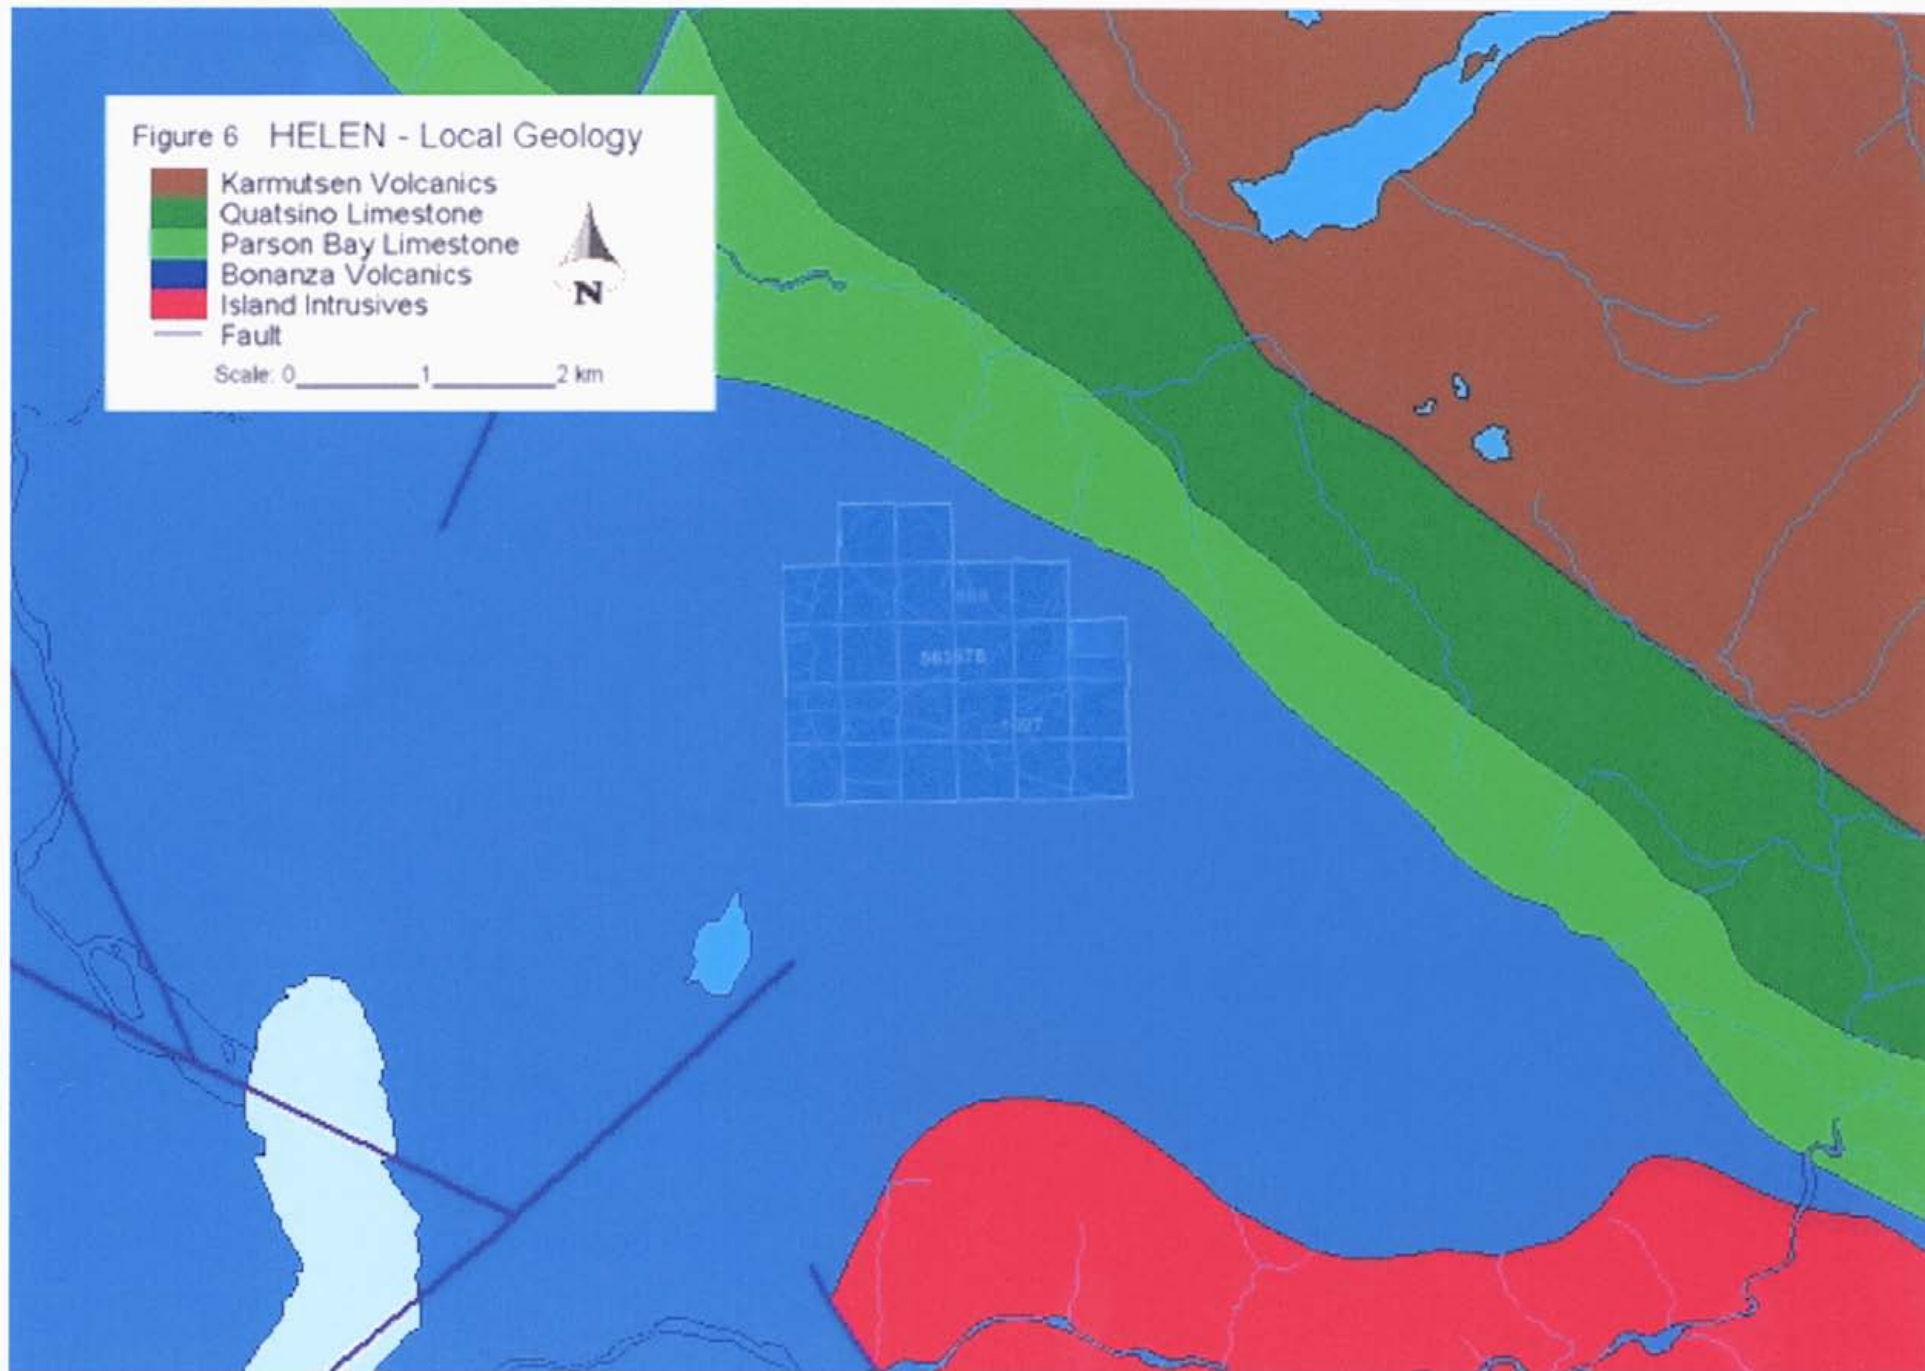 Figure 6 HELEN - Local Geology
Karmutsen Volcanics
Quatsino Limestone
Parson Bay Limestone
Bonanza Volcanics
Island Intrusives
N
Fault
Scale: 0 1 2 km